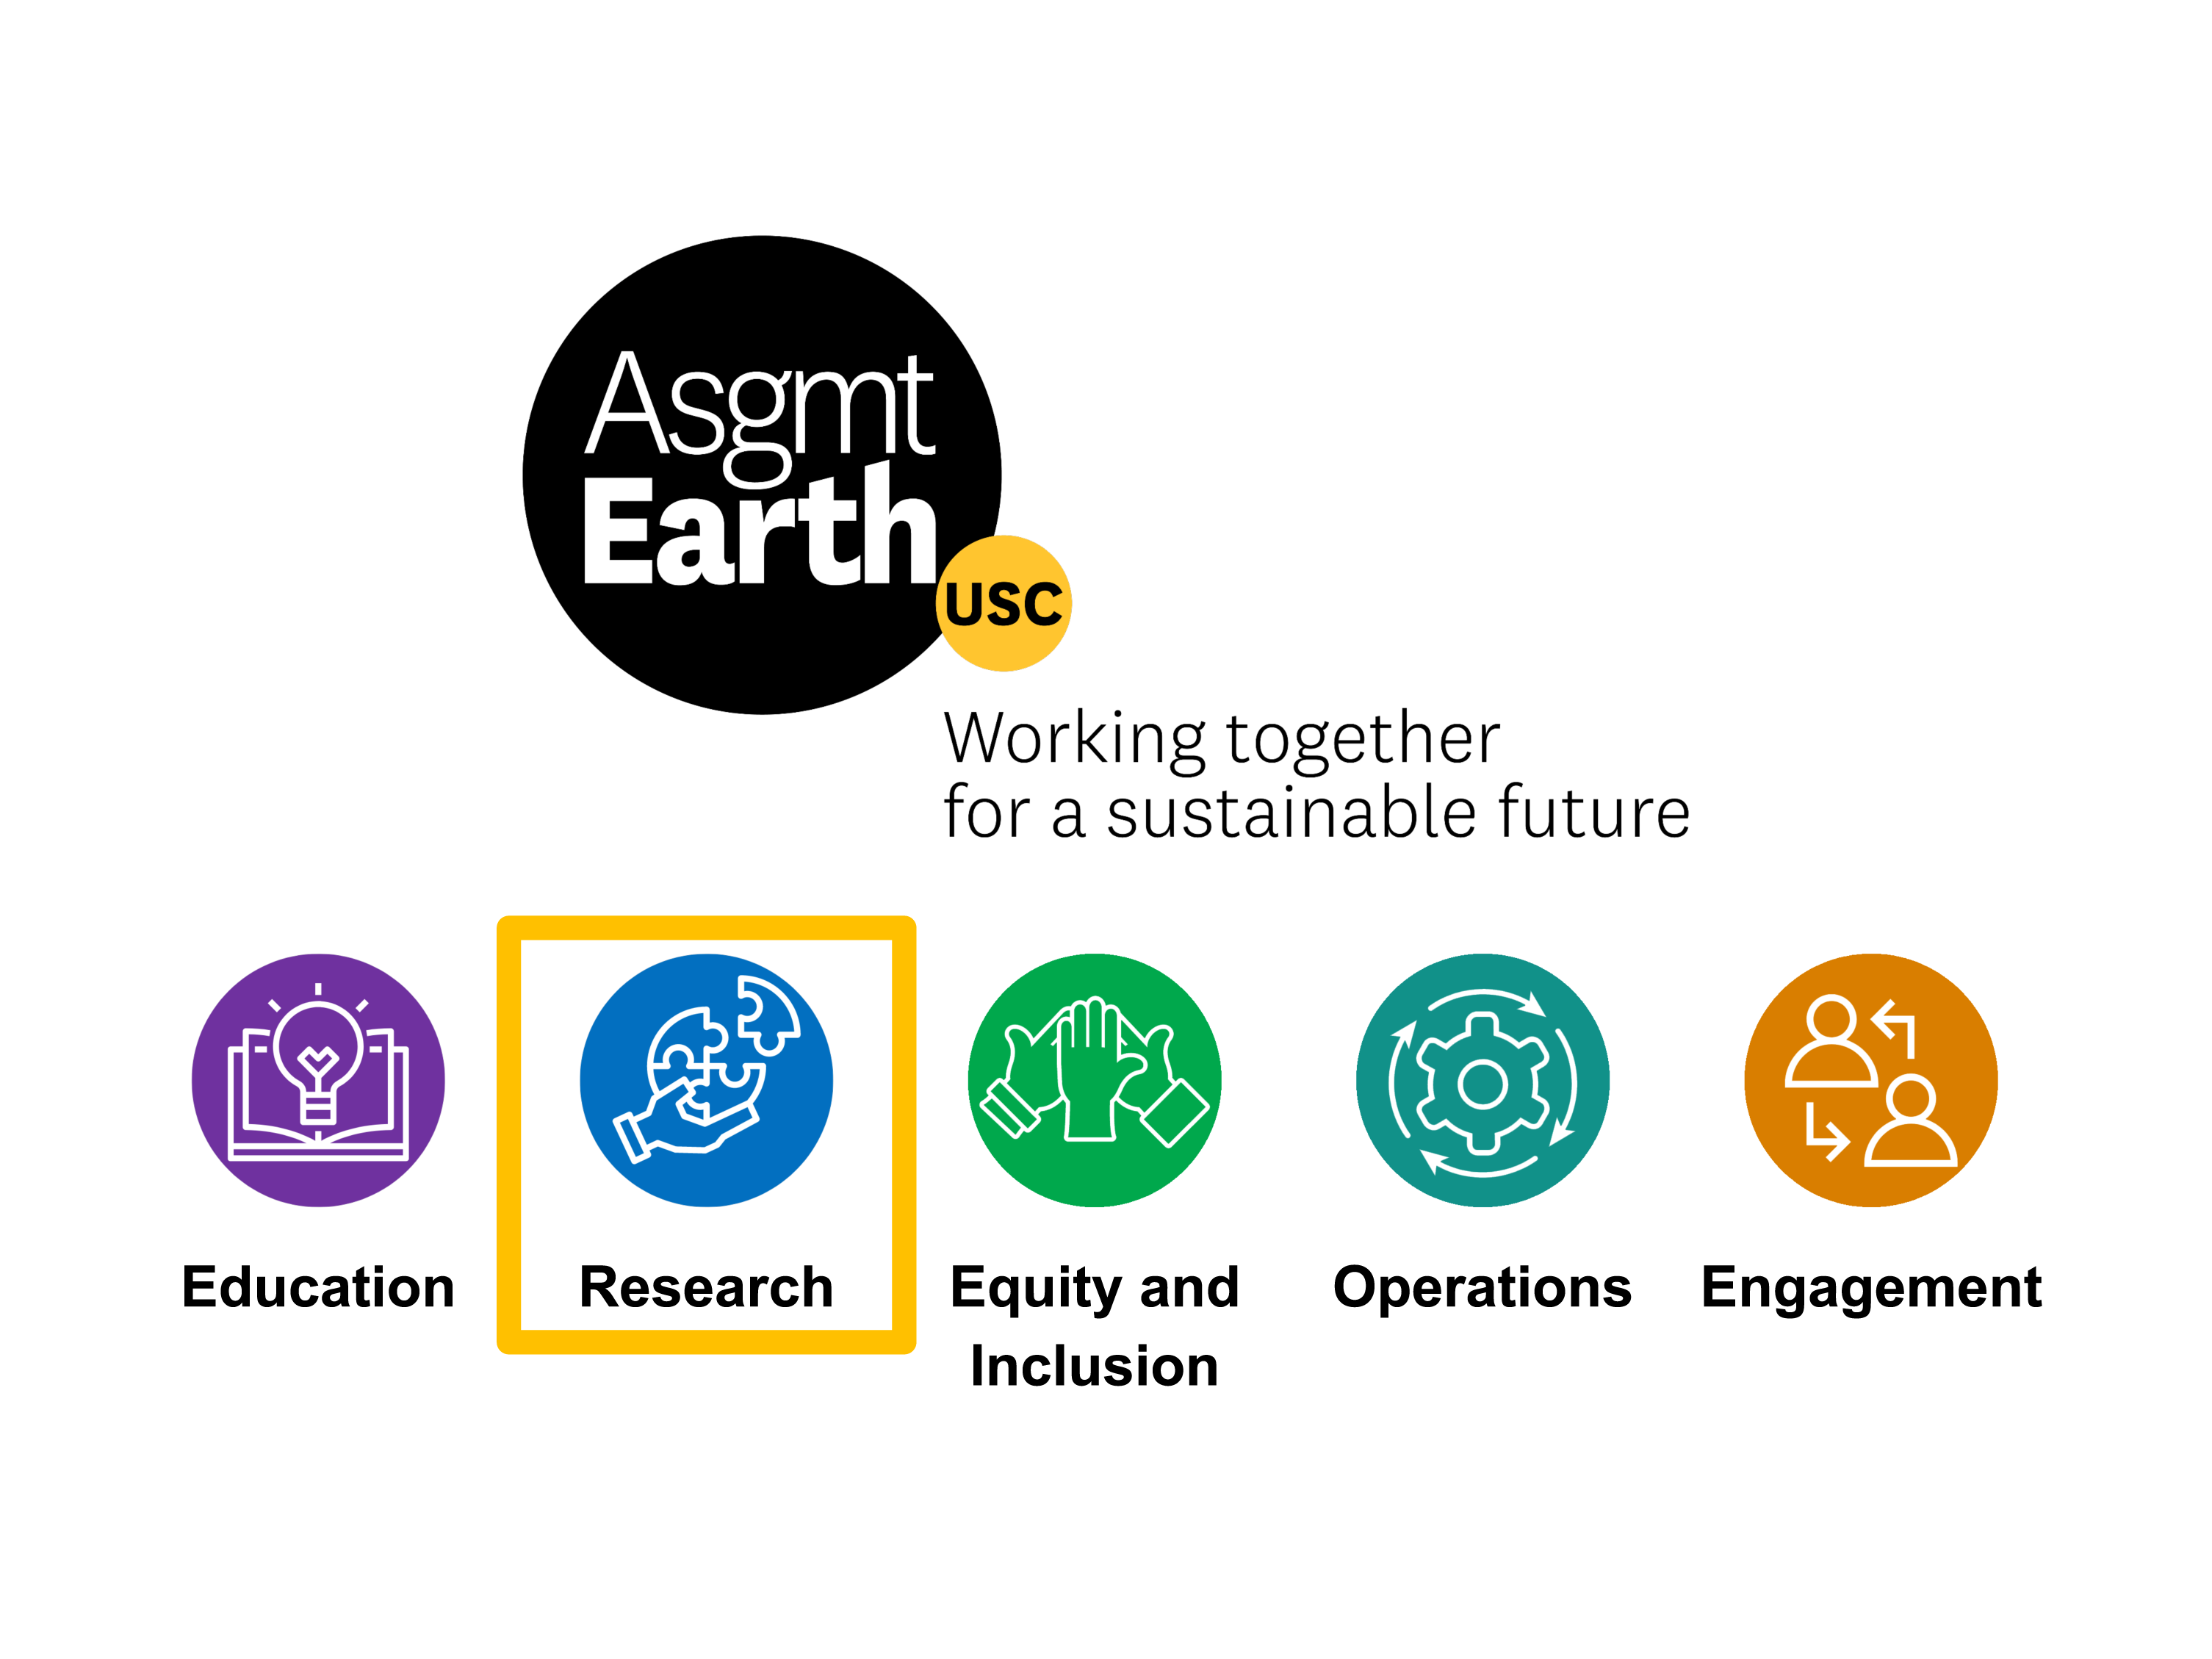 Asgmt
Earth
USC
Working together
for a sustainable future
Education
Research
Equity and
Inclusion
Operations
Engagement